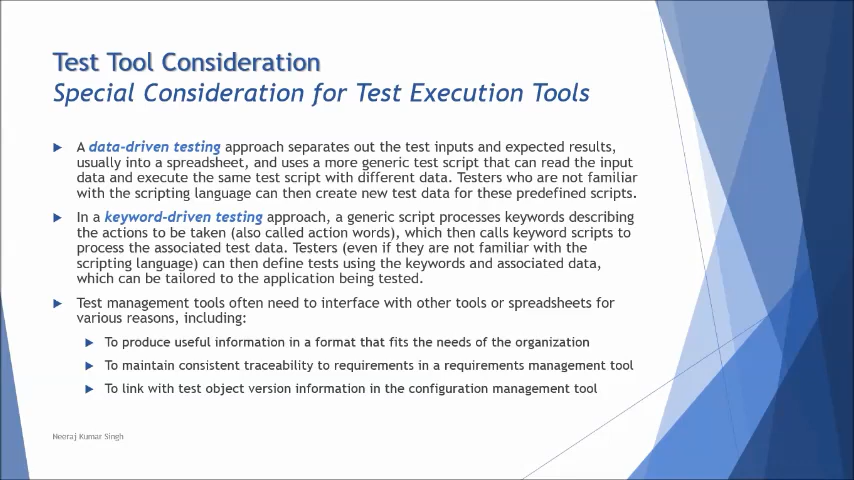 Test Tool Consideration
Special Consideration for Test Execution Tools
A data-driven testing approach separates out the test inputs and expected results,
usually into a spreadsheet, and uses a more generic test script that can read the input
data and execute the same test script with different data. Testers who are not familiar
with the scripting language can then create new test data for these predefined scripts.
In a keyword-driven testing approach, a generic script processes keywords describing
the actions to be taken (also called action words), which then calls keyword scripts to
process the associated test data. Testers (even if they are not familiar with the
scripting language) can then define tests using the keywords and associated data,
which can be tailored to the application being tested.
Test management tools often need to interface with other tools or spreadsheets for
various reasons, including:
To produce useful information in a format that fits the needs of the organization
To maintain consistent traceability to requirements in a requirements management tool
To link with test object version information in the configuration management tool
Neeraj Kumar Singh